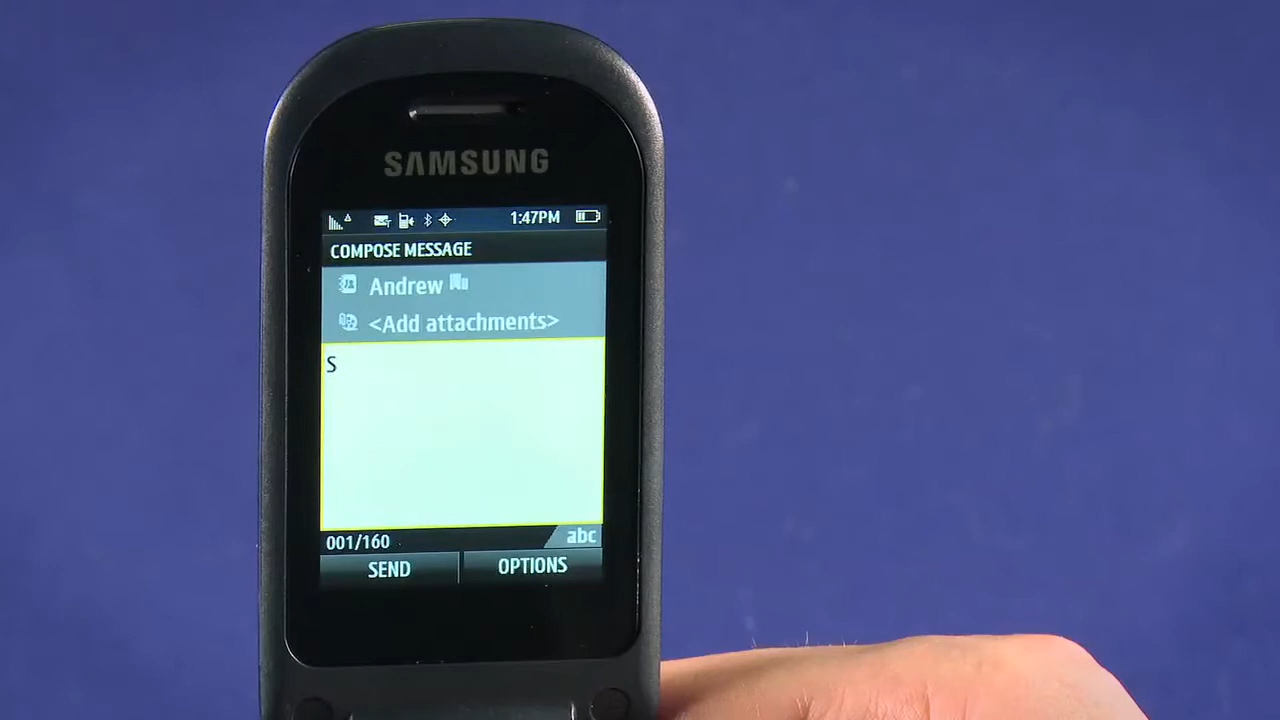 SAMSUNG
1:47PM
COMPOSE MESSAGE
Andrew
<Add attachments>
S
001/160 abc
SEND OPTIONS